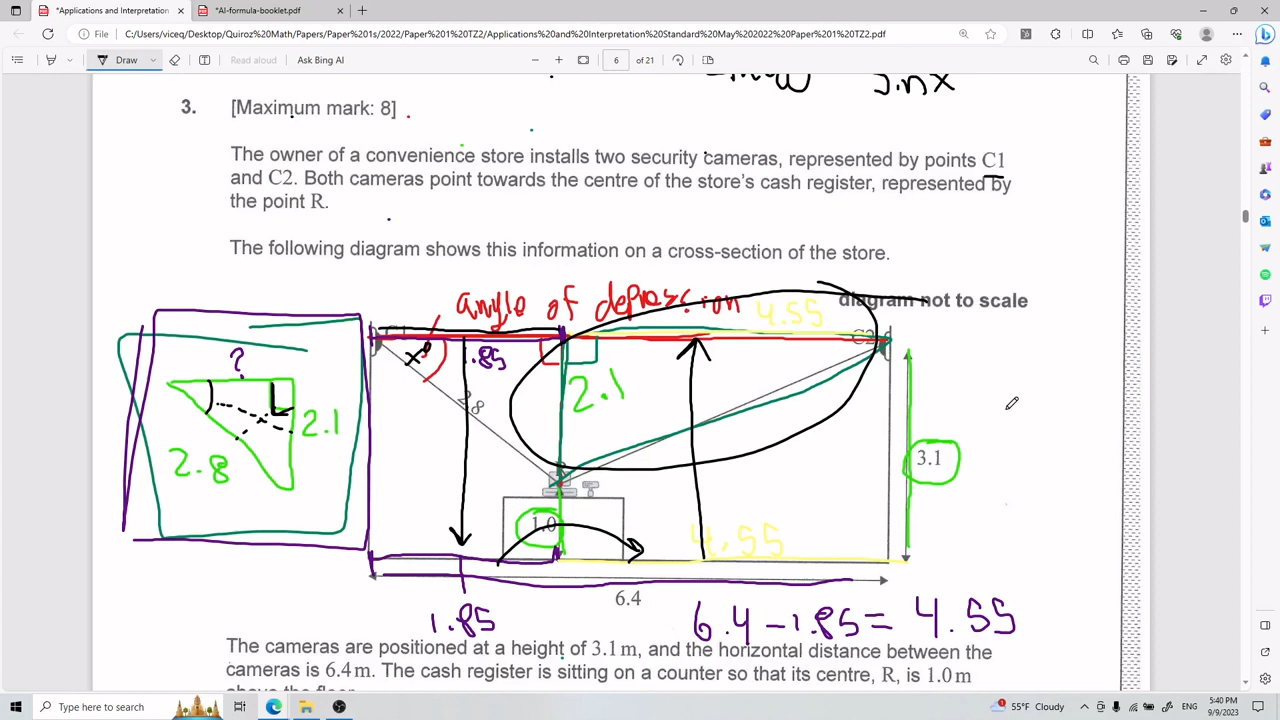 *Applications and Interpretation
*AI-formula-booklet.pdf
File
C:/Users/viceq/Desktop/Quiroz%20Math/Papers/Paper%201s/2022/Paper%201%20TZ2/Applications%20and%20Interpretation%20Standard%20May%202022%20Paper%201%20TZ2.pdf
Draw
Read aloud
Ask Bing AI
6
of 21
sin x
3.
[Maximum mark: 8]
The owner of a convenience store installs two security cameras, represented by points C1
and C2. Both cameras point towards the centre of the store's cash register, represented by
the point R.
The following diagram shows this information on a cross-section of the store.
diagram not to scale
angle of depression
4.55
?
x°
1.85
2.1
2.8
2.1
2.8
3.1
1.0
.55
6.4
.85
6.4 - 1.85 = 4.55
The cameras are positioned at a height of 3.1 m, and the horizontal distance between the
cameras is 6.4 m. The cash register is sitting on a counter so that its centre, R, is 1.0 m
above the floor.
Type here to search
55°F Cloudy
ENG
5:40 PM
9/9/2023